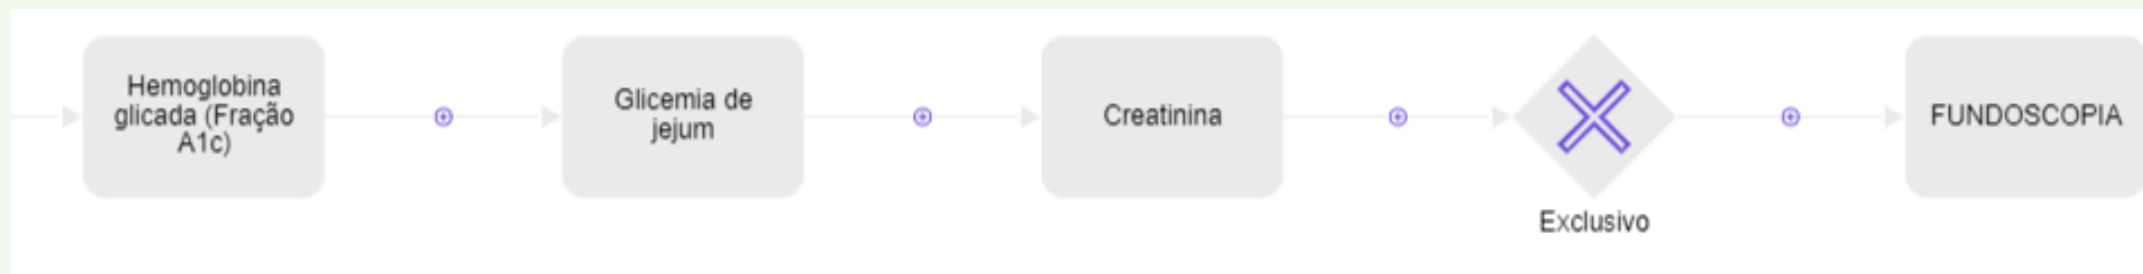 Hemoglobina
glicada (Fração
A1c)
Glicemia de
jejum
Creatinina
Exclusivo
FUNDOSCOPIA